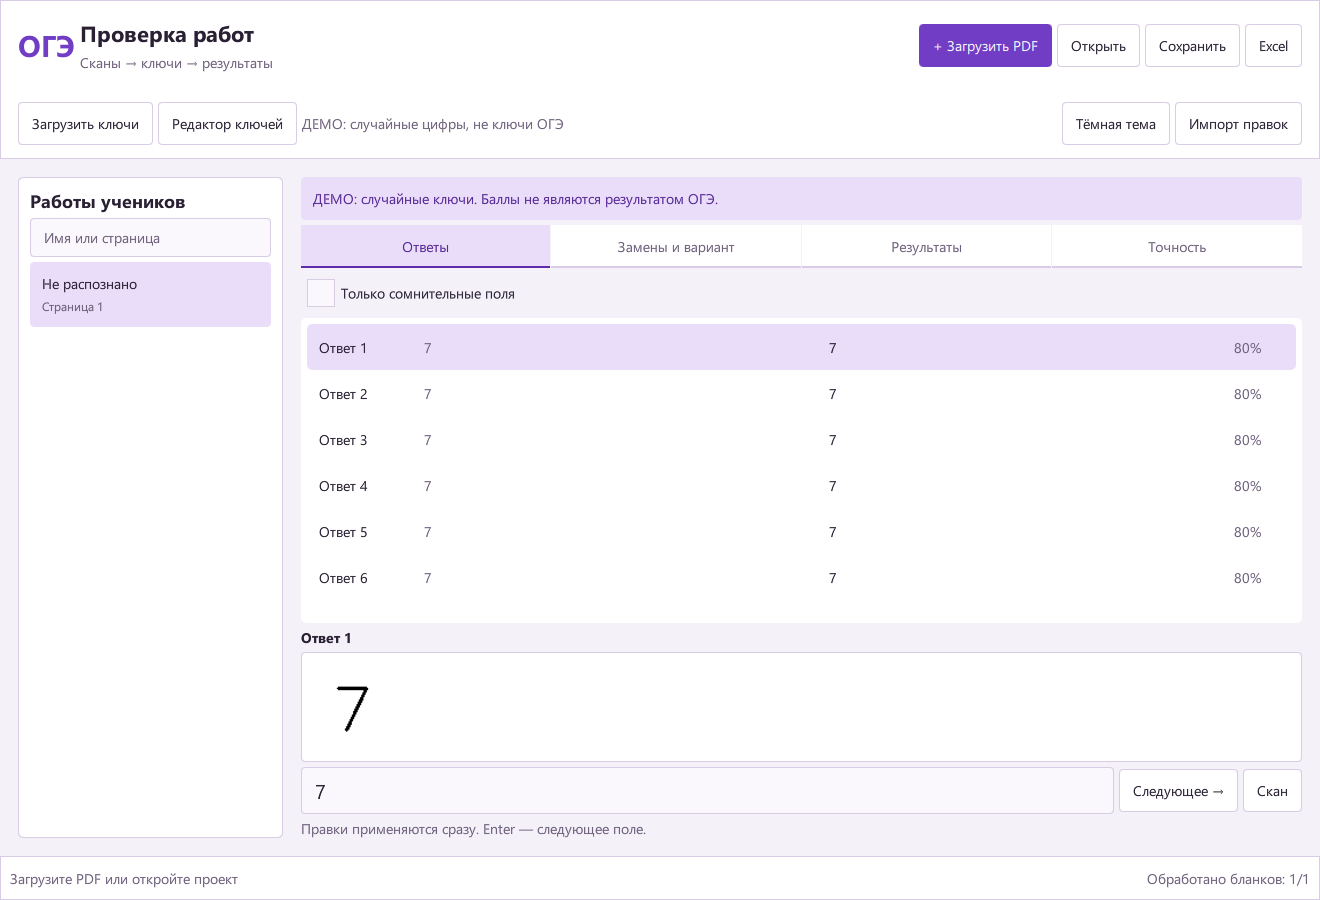 ОГЭ Проверка работ
Сканы → ключи → результаты
+ Загрузить PDF Открыть Сохранить Excel
Загрузить ключи Редактор ключей ДЕМО: случайные цифры, не ключи ОГЭ Тёмная тема Импорт правок
Работы учеников
Имя или страница
Не распознано
Страница 1
ДЕМО: случайные ключи. Баллы не являются результатом ОГЭ.
Ответы Замены и вариант Результаты Точность
Только сомнительные поля
Ответ 1 7 7 80%
Ответ 2 7 7 80%
Ответ 3 7 7 80%
Ответ 4 7 7 80%
Ответ 5 7 7 80%
Ответ 6 7 7 80%
Ответ 1
7
7 Следующее → Скан
Правки применяются сразу. Enter — следующее поле.
Загрузите PDF или откройте проект Обработано бланков: 1/1